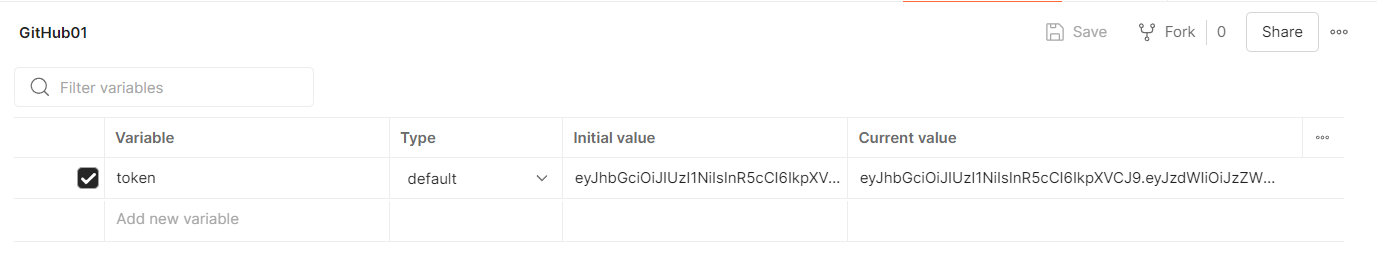 GitHub01
Save
Fork
0
Share
Filter variables
Variable Type Initial value Current value
token default eyJhbGciOiJIUzI1NiIsInR5cCI6IkpXV... eyJhbGciOiJIUzI1NiIsInR5cCI6IkpXVCJ9.eyJzdWIiOiJzZW...
Add new variable